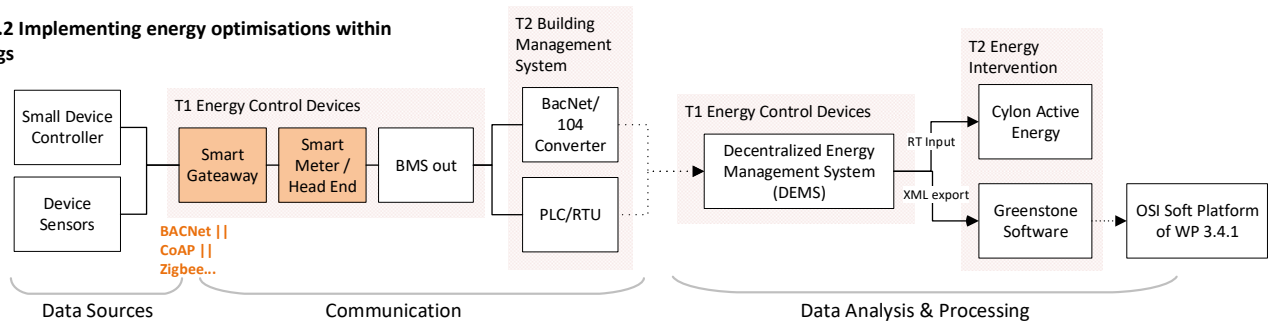 .2 Implementing energy optimisations within
gs
T2 Building
Management
System
T2 Energy
Intervention
Small Device
Controller
Device
Sensors
T1 Energy Control Devices
Smart
Gateaway
Smart
Meter /
Head End
BMS out
BACNet ||
CoAP ||
Zigbee...
BacNet/
104
Converter
PLC/RTU
T1 Energy Control Devices
Decentralized Energy
Management System
(DEMS)
RT Input
XML export
Cylon Active
Energy
Greenstone
Software
OSI Soft Platform
of WP 3.4.1
Data Sources
Communication
Data Analysis & Processing